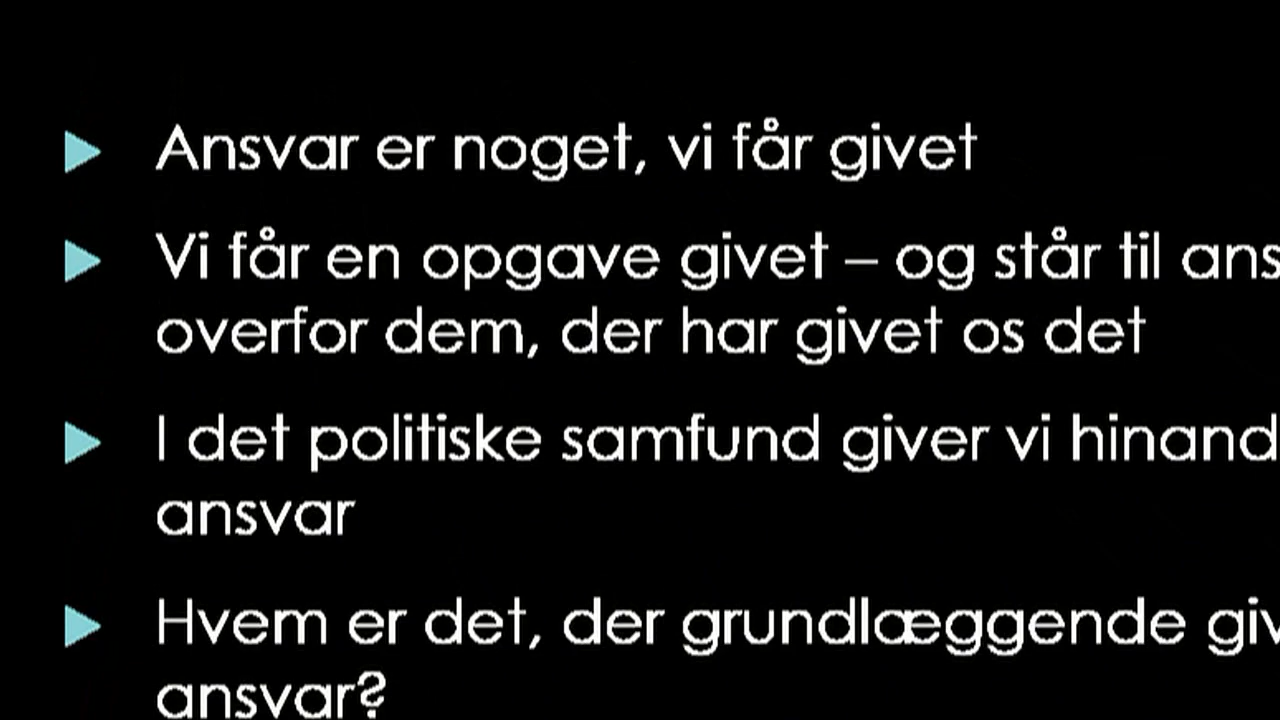 Ansvar er noget, vi får givet
Vi får en opgave givet – og står til
overfor dem, der har givet os det
I det politiske samfund giver vi
ansvar
Hvem er det, der grundlæggende
ansvar?